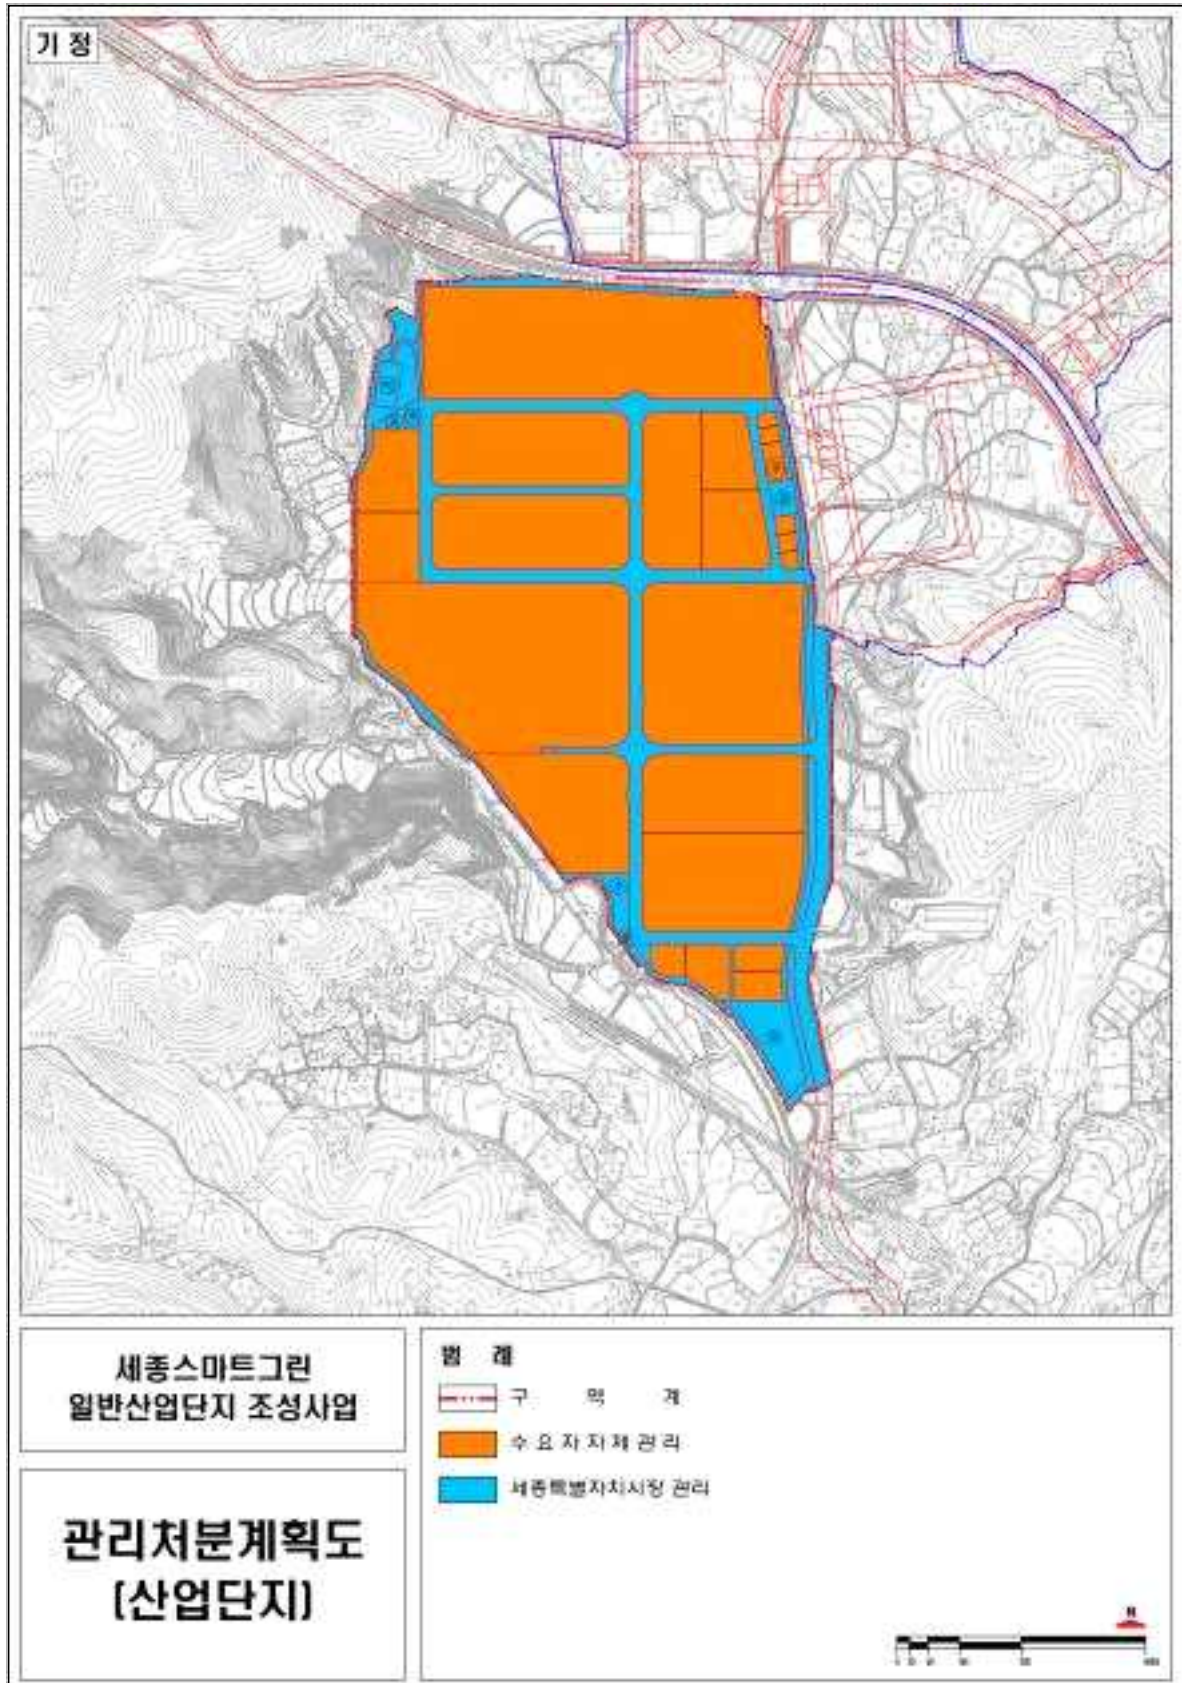 기 정
세종스마트그린
일반산업단지 조성사업
관리처분계획도
(산업단지)
범 례
구 역 계
수 요 자 자 체 관 리
세종특별자치시장 관리
N